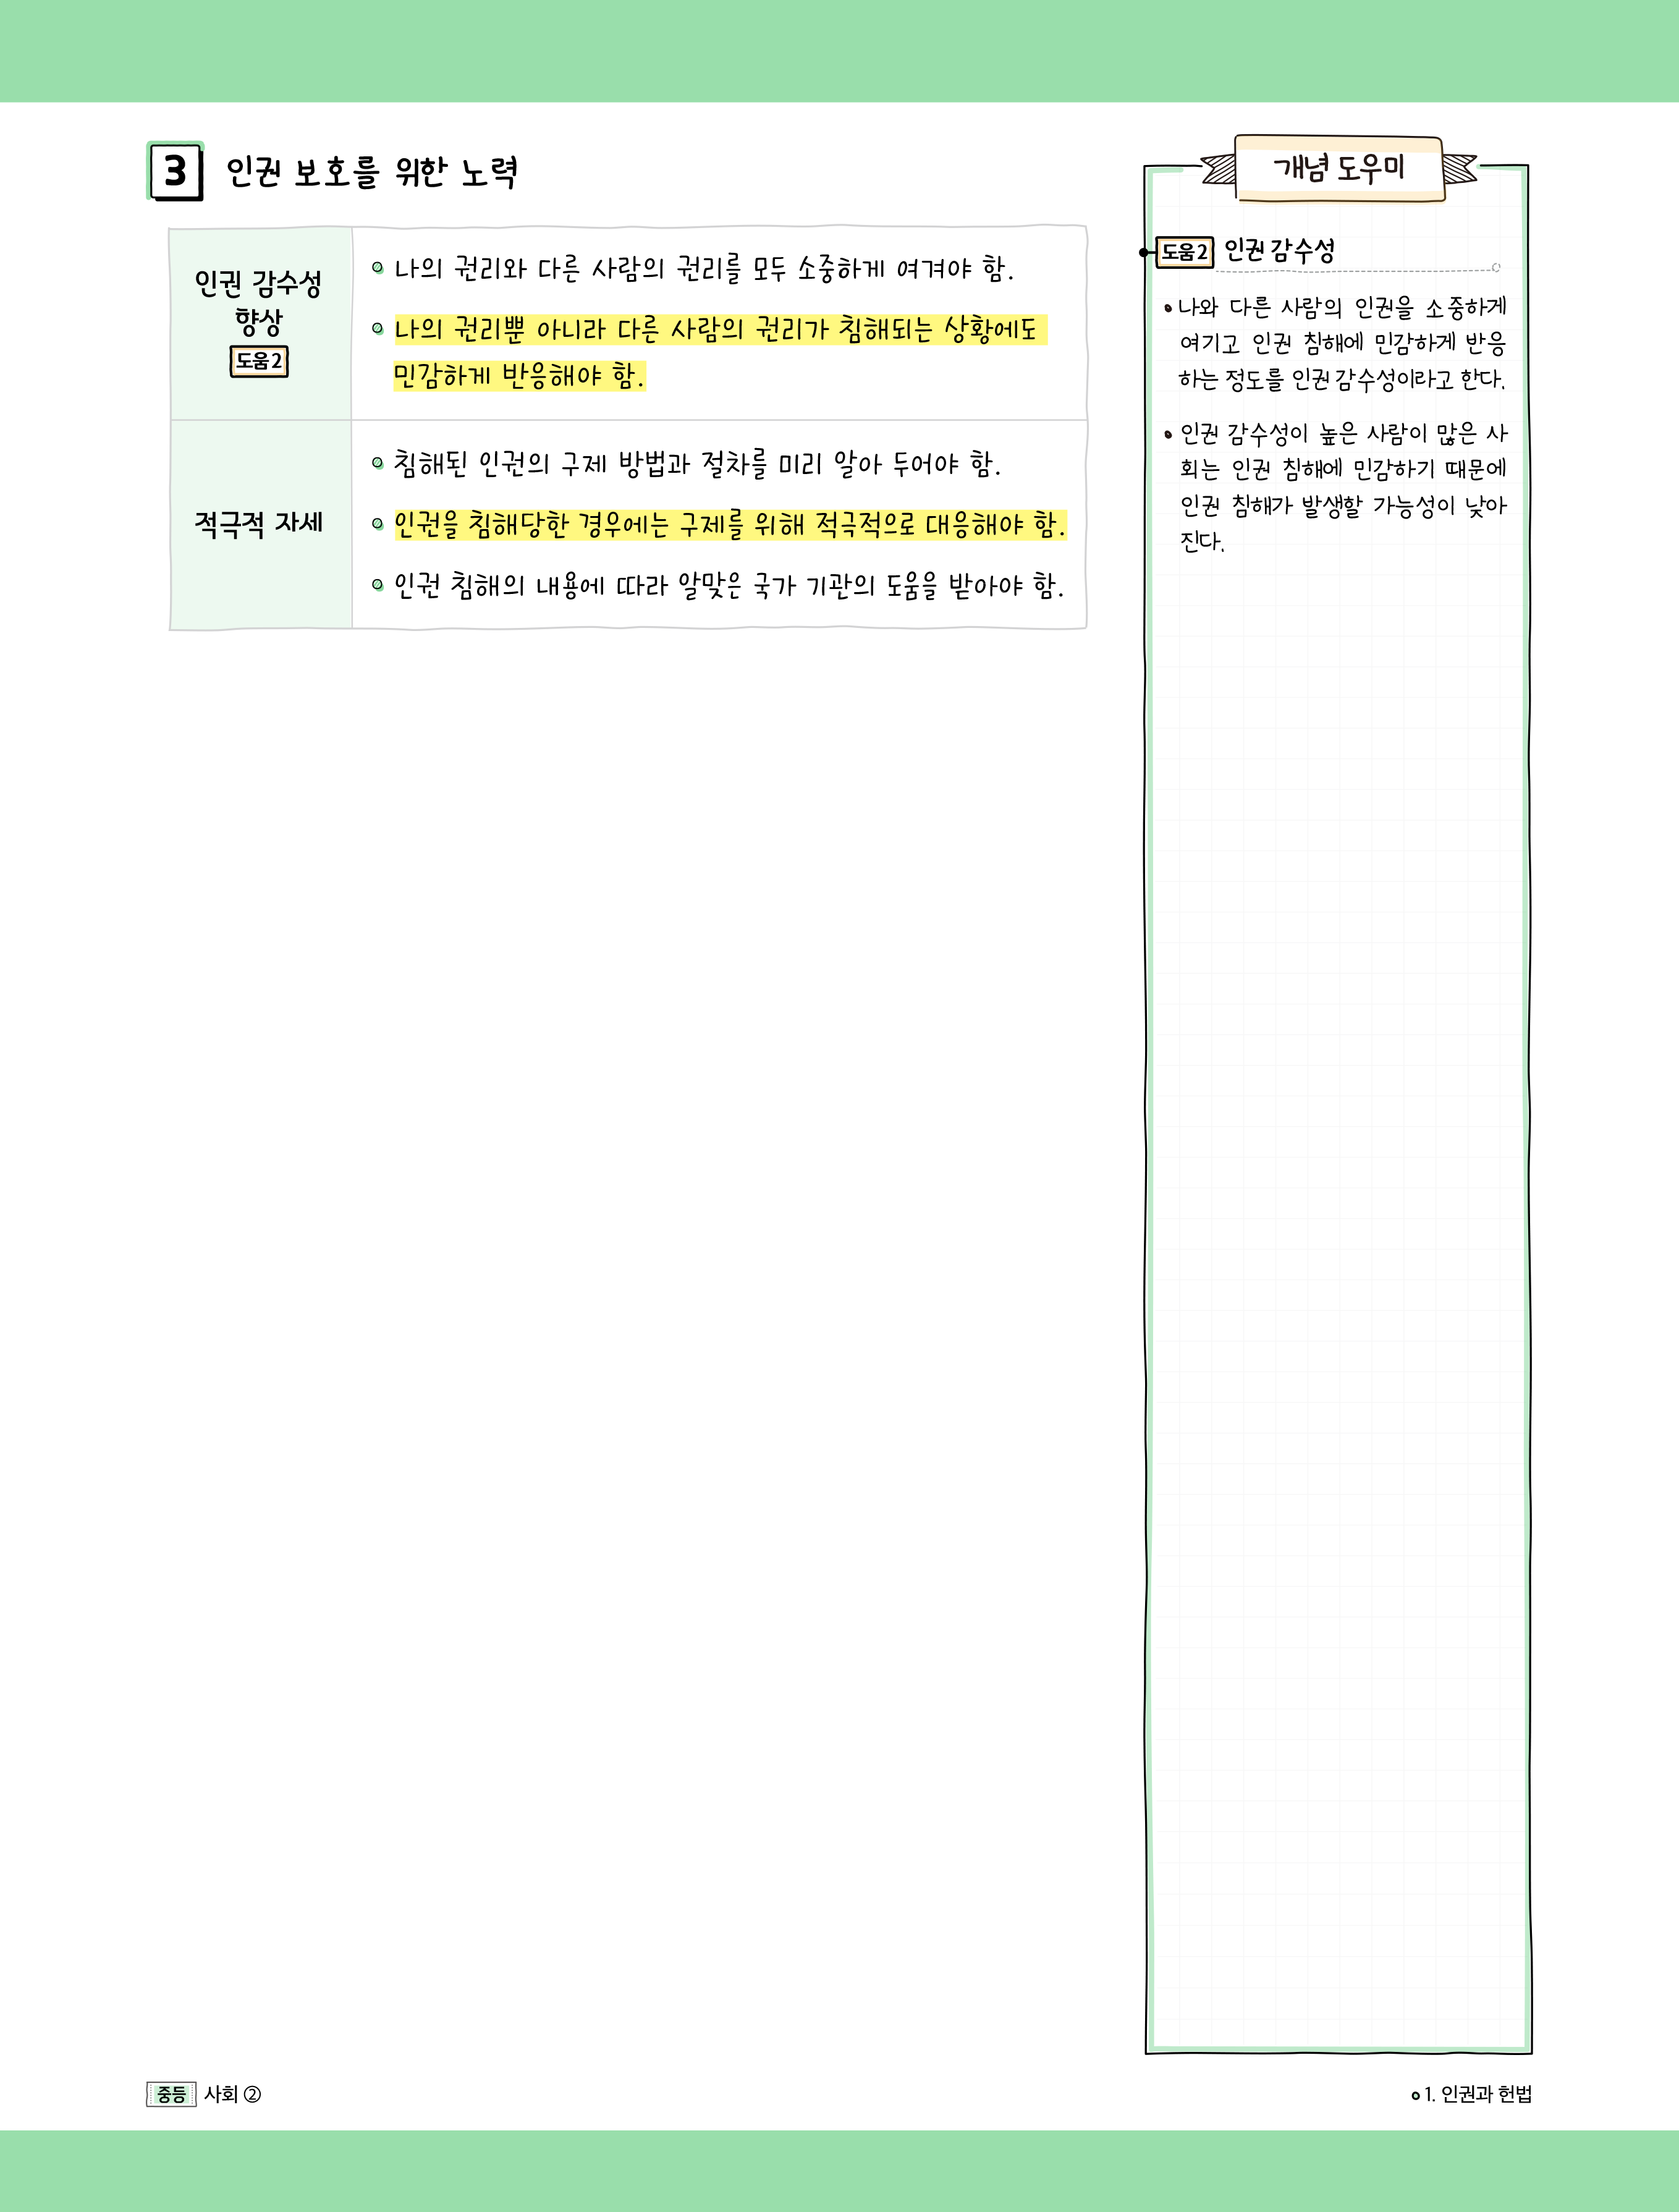 3 인권 보호를 위한 노력
인권 감수성
향상
도움 2
나의 권리와 다른 사람의 권리를 모두 소중하게 여겨야 함.
나의 권리뿐 아니라 다른 사람의 권리가 침해되는 상황에도
민감하게 반응해야 함.
적극적 자세
침해된 인권의 구제 방법과 절차를 미리 알아 두어야 함.
인권을 침해당한 경우에는 구제를 위해 적극적으로 대응해야 함.
인권 침해의 내용에 따라 알맞은 국가 기관의 도움을 받아야 함.
개념 도우미
도움 2 인권 감수성
• 나와 다른 사람의 인권을 소중하게
여기고 인권 침해에 민감하게 반응
하는 정도를 인권 감수성이라고 한다.
• 인권 감수성이 높은 사람이 많은 사
회는 인권 침해에 민감하기 때문에
인권 침해가 발생할 가능성이 낮아
진다.
중등 사회 ②
1. 인권과 헌법